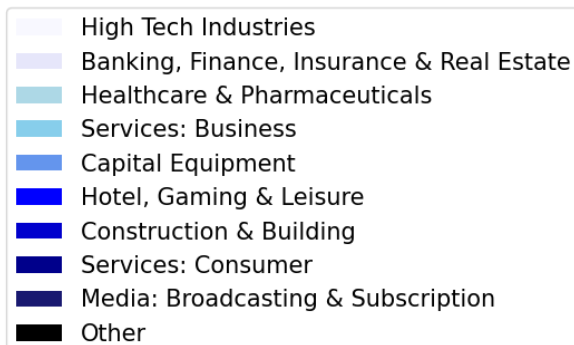 High Tech Industries
Banking, Finance, Insurance & Real Estate
Healthcare & Pharmaceuticals
Services: Business
Capital Equipment
Hotel, Gaming & Leisure
Construction & Building
Services: Consumer
Media: Broadcasting & Subscription
Other